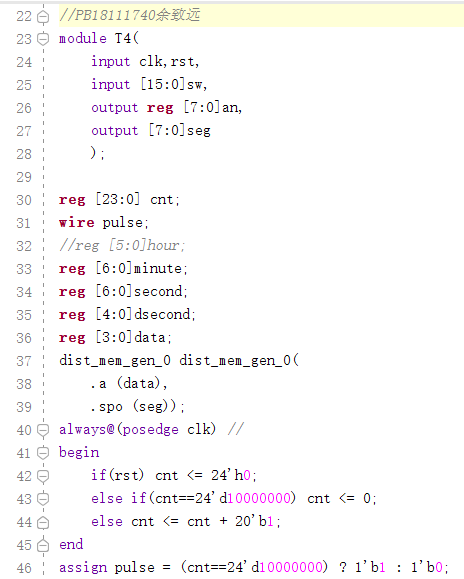 22 //PB18111740余致远
23 module T4(
24     input clk,rst,
25     input [15:0]sw,
26     output reg [7:0]an,
27     output [7:0]seg
28     );
29
30 reg [23:0] cnt;
31 wire pulse;
32 //reg [5:0]hour;
33 reg [6:0]minute;
34 reg [6:0]second;
35 reg [4:0]dsecond;
36 reg [3:0]data;
37 dist_mem_gen_0 dist_mem_gen_0(
38     .a (data),
39     .spo (seg));
40 always@(posedge clk) //
41 begin
42     if(rst) cnt <= 24'h0;
43     else if(cnt==24'd10000000) cnt <= 0;
44     else cnt <= cnt + 20'b1;
45 end
46 assign pulse = (cnt==24'd10000000) ? 1'b1 : 1'b0;